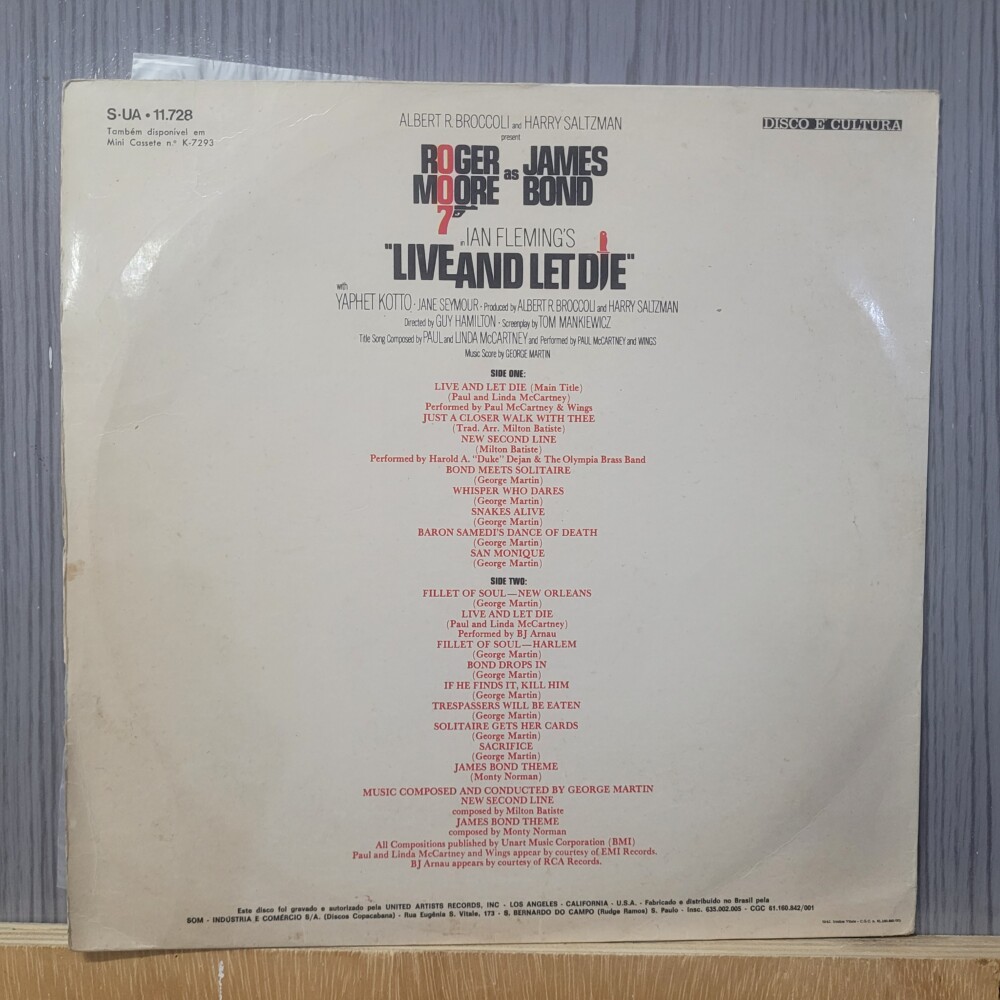 S-UA • 11.728
Também disponivel em
Mini Cassete n.º K-7293
DISCO É CULTURA
ALBERT R. BROCCOLI and HARRY SALTZMAN
present
ROGER MOORE as JAMES BOND
007
in IAN FLEMING'S
"LIVE AND LET DIE"
with
YAPHET KOTTO · JANE SEYMOUR · Produced by ALBERT R. BROCCOLI and HARRY SALTZMAN
Directed by GUY HAMILTON · Screenplay by TOM MANKIEWICZ
Title Song Composed by PAUL and LINDA McCARTNEY and Performed by PAUL McCARTNEY and WINGS
Music Score by GEORGE MARTIN
SIDE ONE:
LIVE AND LET DIE (Main Title)
(Paul and Linda McCartney)
Performed by Paul McCartney & Wings
JUST A CLOSER WALK WITH THEE
(Trad. Arr. Milton Batiste)
NEW SECOND LINE
(Milton Batiste)
Performed by Harold A. "Duke" Dejan & The Olympia Brass Band
BOND MEETS SOLITAIRE
(George Martin)
WHISPER WHO DARES
(George Martin)
SNAKES ALIVE
(George Martin)
BARON SAMEDI'S DANCE OF DEATH
(George Martin)
SAN MONIQUE
(George Martin)
SIDE TWO:
FILLET OF SOUL—NEW ORLEANS
(George Martin)
LIVE AND LET DIE
(Paul and Linda McCartney)
Performed by BJ Arnau
FILLET OF SOUL—HARLEM
(George Martin)
BOND DROPS IN
(George Martin)
IF HE FINDS IT, KILL HIM
(George Martin)
TRESPASSERS WILL BE EATEN
(George Martin)
SOLITAIRE GETS HER CARDS
(George Martin)
SACRIFICE
(George Martin)
JAMES BOND THEME
(Monty Norman)
MUSIC COMPOSED AND CONDUCTED BY GEORGE MARTIN
NEW SECOND LINE
composed by Milton Batiste
JAMES BOND THEME
composed by Monty Norman
All Compositions published by Unart Music Corporation (BMI)
Paul and Linda McCartney and Wings appear by courtesy of EMI Records.
BJ Arnau appears by courtesy of RCA Records.
Este disco foi gravado e autorizado pela UNITED ARTISTS RECORDS, INC - LOS ANGELES - CALIFORNIA - U.S.A. - Fabricado e distribuído no Brasil pela
SOM - INDÚSTRIA E COMÉRCIO S/A. (Discos Copacabana) - Rua Eugênia S. Vitale, 173 - S. BERNARDO DO CAMPO (Rudge Ramos) S. Paulo - Insc. 635.002.005 - CGC 61.160.842/001